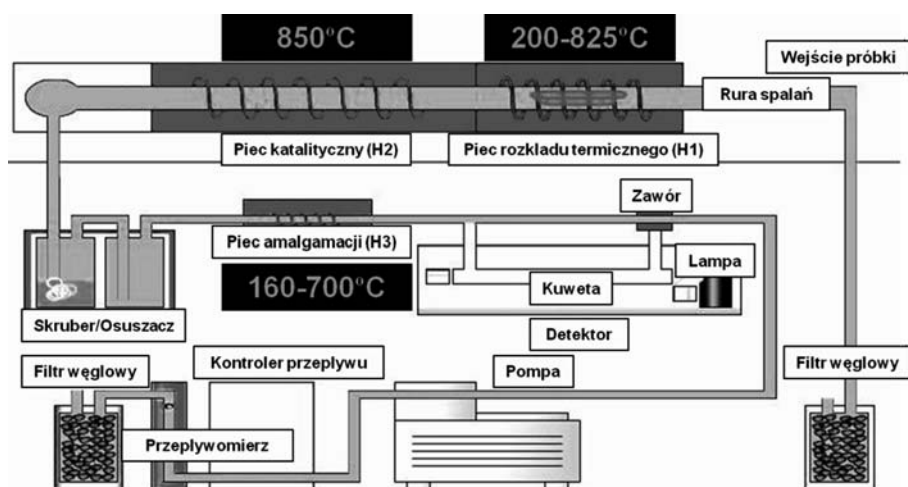 850°C
200-825°C
Wejście próbki
Rura spalań
Piec katalityczny (H2)
Piec rozkładu termicznego (H1)
Zawór
Piec amalgamacji (H3)
Lampa
160-700°C
Kuweta
Skruber/Osuszacz
Detektor
Filtr węglowy
Kontroler przepływu
Pompa
Filtr węglowy
Przepływomierz